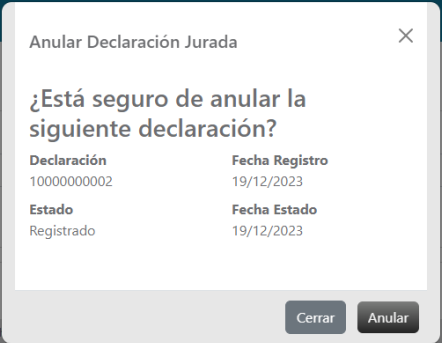 Anular Declaración Jurada
¿Está seguro de anular la
siguiente declaración?
Declaración Fecha Registro
10000000002 19/12/2023
Estado Fecha Estado
Registrado 19/12/2023
Cerrar Anular